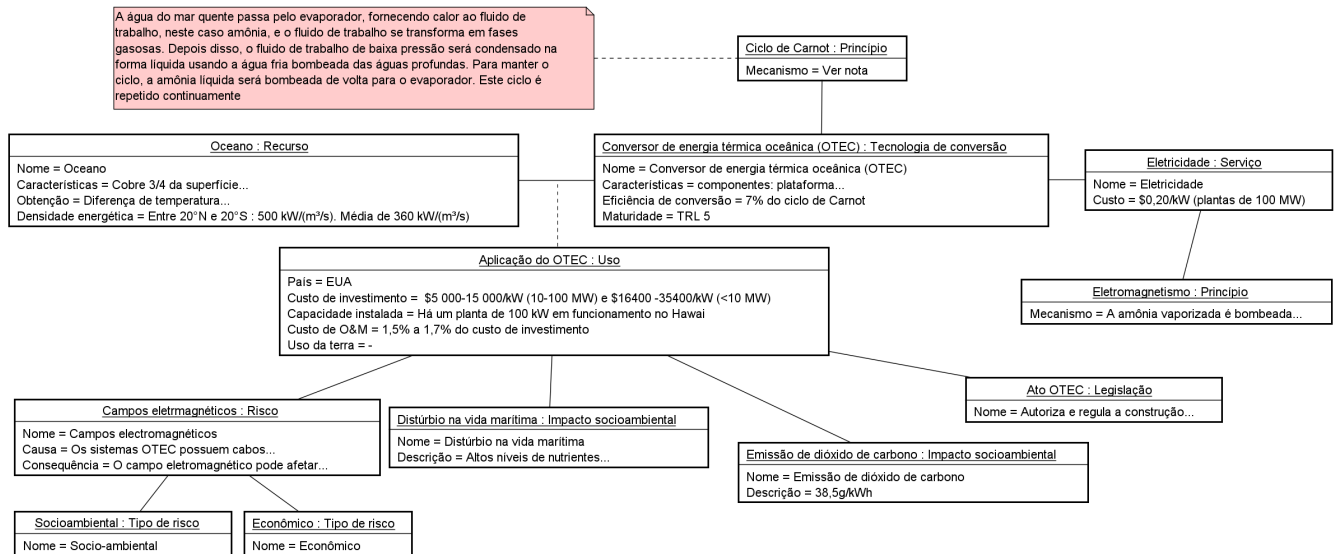 A água do mar quente passa pelo evaporador, fornecendo calor ao fluido de
trabalho, neste caso amônia, e o fluido de trabalho se transforma em fases
gasosas. Depois disso, o fluido de trabalho de baixa pressão será condensado na
forma líquida usando a água fria bombeada das águas profundas. Para manter o
ciclo, a amônia líquida será bombeada de volta para o evaporador. Este ciclo é
repetido continuamente
Ciclo de Carnot : Princípio
Mecanismo = Ver nota
Oceano : Recurso
Nome = Oceano
Características = Cobre 3/4 da superfície...
Obtenção = Diferença de temperatura...
Densidade energética = Entre 20°N e 20°S : 500 kW/(m³/s). Média de 360 kW/(m³/s)
Conversor de energia térmica oceânica (OTEC) : Tecnologia de conversão
Nome = Conversor de energia térmica oceânica (OTEC)
Características = componentes: plataforma...
Eficiência de conversão = 7% do ciclo de Carnot
Maturidade = TRL 5
Eletricidade : Serviço
Nome = Eletricidade
Custo = $0,20/kW (plantas de 100 MW)
Aplicação do OTEC : Uso
País = EUA
Custo de investimento =  $5 000-15 000/kW (10-100 MW) e $16400 -35400/kW (<10 MW)
Capacidade instalada = Há um planta de 100 kW em funcionamento no Hawai
Custo de O&M = 1,5% a 1,7% do custo de investimento
Uso da terra = -
Eletromagnetismo : Princípio
Mecanismo = A amônia vaporizada é bombeada...
Campos eletrmagnéticos : Risco
Nome = Campos electromagnéticos
Causa = Os sistemas OTEC possuem cabos...
Consequência = O campo eletromagnético pode afetar...
Distúrbio na vida marítima : Impacto socioambiental
Nome = Distúrbio na vida marítima
Descrição = Altos níveis de nutrientes...
Emissão de dióxido de carbono : Impacto socioambiental
Nome = Emissão de dióxido de carbono
Descrição = 38,5g/kWh
Ato OTEC : Legislação
Nome = Autoriza e regula a construção...
Socioambiental : Tipo de risco
Nome = Socio-ambiental
Econômico : Tipo de risco
Nome = Econômico